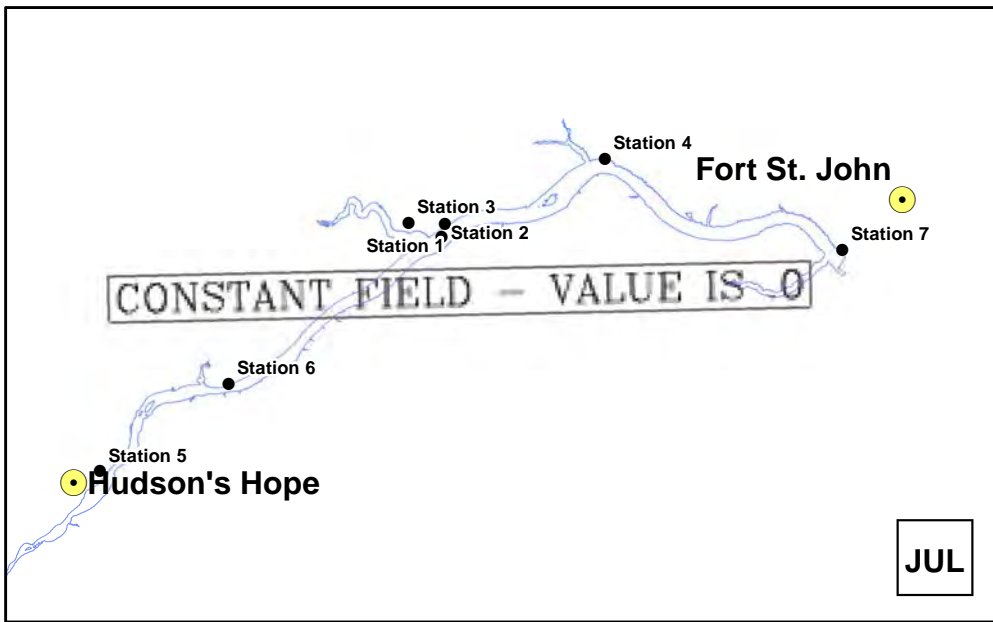 Station 4
Fort St. John
Station 3
Station 2
Station 1
Station 7
CONSTANT FIELD - VALUE IS 0
Station 6
Station 5
Hudson's Hope
JUL